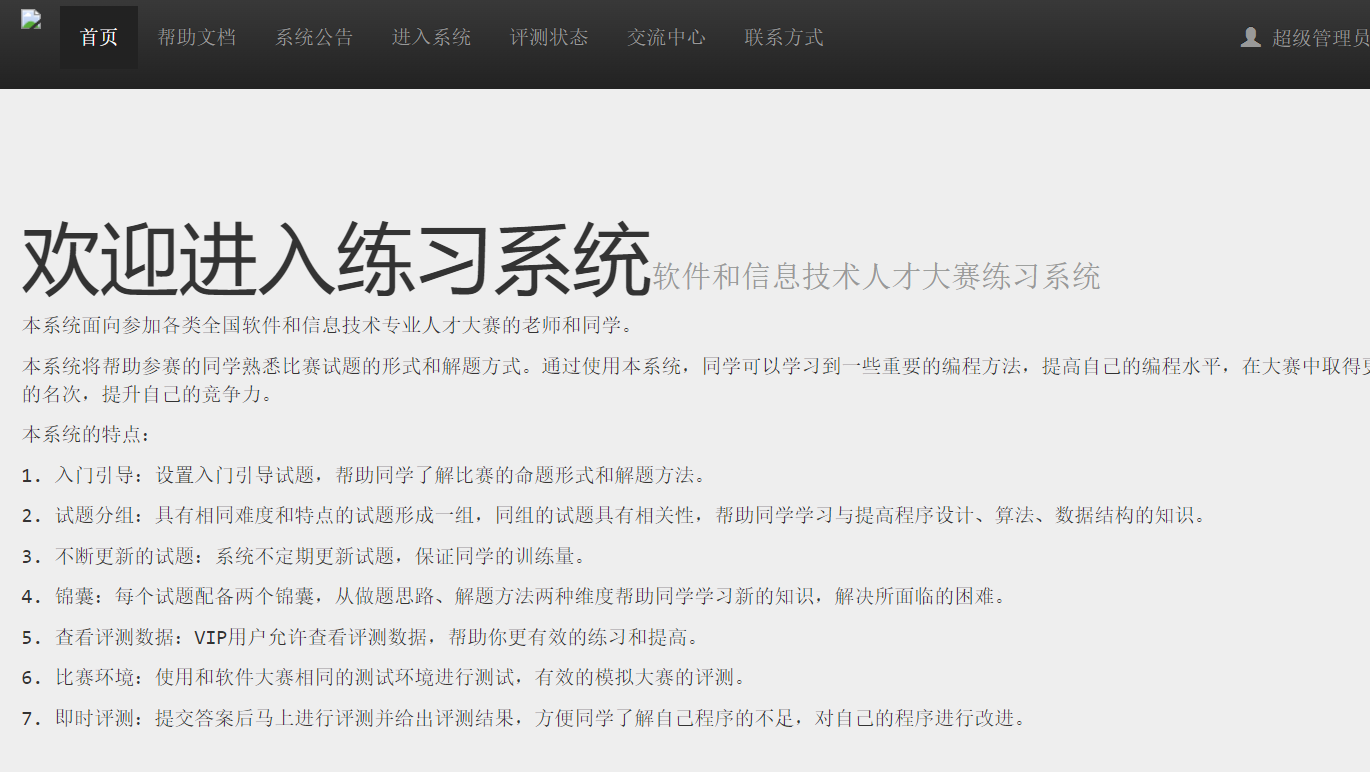 首页 帮助文档 系统公告 进入系统 评测状态 交流中心 联系方式 超级管理员
欢迎进入练习系统 软件和信息技术人才大赛练习系统
本系统面向参加各类全国软件和信息技术专业人才大赛的老师和同学。
本系统将帮助参赛的同学熟悉比赛试题的形式和解题方式。通过使用本系统，同学可以学习到一些重要的编程方法，提高自己的编程水平，在大赛中取得
的名次，提升自己的竞争力。
本系统的特点：
1. 入门引导：设置入门引导试题，帮助同学了解比赛的命题形式和解题方法。
2. 试题分组：具有相同难度和特点的试题形成一组，同组的试题具有相关性，帮助同学学习与提高程序设计、算法、数据结构的知识。
3. 不断更新的试题：系统不定期更新试题，保证同学的训练量。
4. 锦囊：每个试题配备两个锦囊，从做题思路、解题方法两种维度帮助同学学习新的知识，解决所面临的困难。
5. 查看评测数据：VIP用户允许查看评测数据，帮助你更有效的练习和提高。
6. 比赛环境：使用和软件大赛相同的测试环境进行测试，有效的模拟大赛的评测。
7. 即时评测：提交答案后马上进行评测并给出评测结果，方便同学了解自己程序的不足，对自己的程序进行改进。